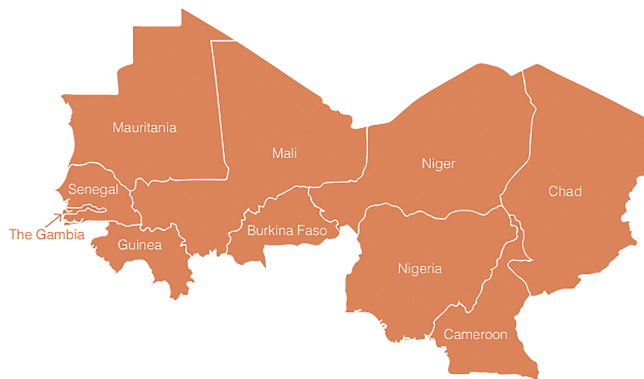 Mauritania
Mali
Niger
Chad
Senegal
The Gambia
Guinea
Burkina Faso
Nigeria
Cameroon